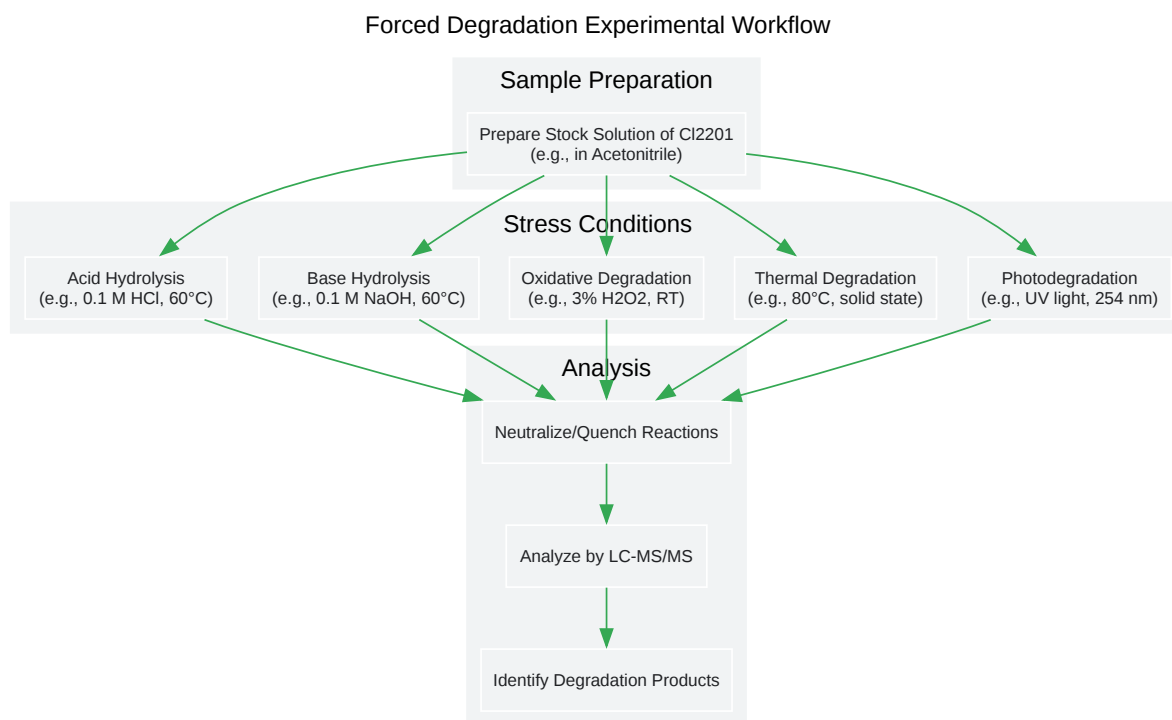 Forced Degradation Experimental Workflow
Sample Preparation
Prepare Stock Solution of Cl2201
(e.g., in Acetonitrile)
Stress Conditions
Acid Hydrolysis
(e.g., 0.1 M HCl, 60°C)
Base Hydrolysis
(e.g., 0.1 M NaOH, 60°C)
Oxidative Degradation
(e.g., 3% H2O2, RT)
Thermal Degradation
(e.g., 80°C, solid state)
Photodegradation
(e.g., UV light, 254 nm)
Analysis
Neutralize/Quench Reactions
Analyze by LC-MS/MS
Identify Degradation Products